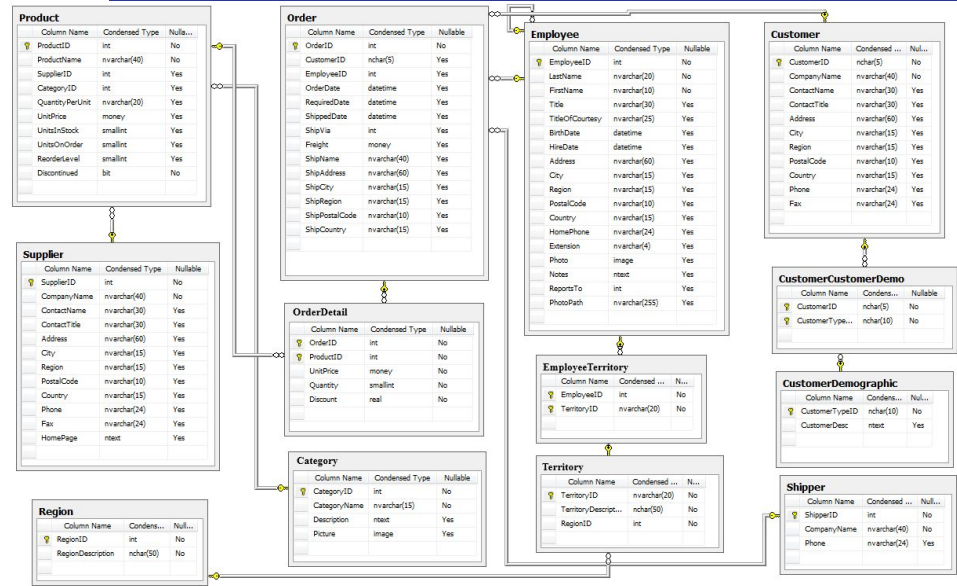 Product
Column Name Condensed Type Nulla...
ProductID int No
ProductName nvarchar(40) No
SupplierID int Yes
CategoryID int Yes
QuantityPerUnit nvarchar(20) Yes
UnitPrice money Yes
UnitsInStock smallint Yes
UnitsOnOrder smallint Yes
ReorderLevel smallint Yes
Discontinued bit No
Supplier
Column Name Condensed Type Nullable
SupplierID int No
CompanyName nvarchar(40) No
ContactName nvarchar(30) Yes
ContactTitle nvarchar(30) Yes
Address nvarchar(60) Yes
City nvarchar(15) Yes
Region nvarchar(15) Yes
PostalCode nvarchar(10) Yes
Country nvarchar(15) Yes
Phone nvarchar(24) Yes
Fax nvarchar(24) Yes
HomePage ntext Yes
Region
Column Name Condens... Null...
RegionID int No
RegionDescription nchar(50) No
Order
Column Name Condensed Type Nullable
OrderID int No
CustomerID nchar(5) Yes
EmployeeID int Yes
OrderDate datetime Yes
RequiredDate datetime Yes
ShippedDate datetime Yes
ShipVia int Yes
Freight money Yes
ShipName nvarchar(40) Yes
ShipAddress nvarchar(60) Yes
ShipCity nvarchar(15) Yes
ShipRegion nvarchar(15) Yes
ShipPostalCode nvarchar(10) Yes
ShipCountry nvarchar(15) Yes
OrderDetail
Column Name Condensed Type Nullable
OrderID int No
ProductID int No
UnitPrice money No
Quantity smallint No
Discount real No
Category
Column Name Condensed Type Nullable
CategoryID int No
CategoryName nvarchar(15) No
Description ntext Yes
Picture image Yes
Employee
Column Name Condensed Type Nullable
EmployeeID int No
LastName nvarchar(20) No
FirstName nvarchar(10) No
Title nvarchar(30) Yes
TitleOfCourtesy nvarchar(25) Yes
BirthDate datetime Yes
HireDate datetime Yes
Address nvarchar(60) Yes
City nvarchar(15) Yes
Region nvarchar(15) Yes
PostalCode nvarchar(10) Yes
Country nvarchar(15) Yes
HomePhone nvarchar(24) Yes
Extension nvarchar(4) Yes
Photo image Yes
Notes ntext Yes
ReportsTo int Yes
PhotoPath nvarchar(255) Yes
EmployeeTerritory
Column Name Condensed ... N...
EmployeeID int No
TerritoryID nvarchar(20) No
Territory
Column Name Condensed ... N...
TerritoryID nvarchar(20) No
TerritoryDescript... nchar(50) No
RegionID int No
Customer
Column Name Condensed ... Nul...
CustomerID nchar(5) No
CompanyName nvarchar(40) No
ContactName nvarchar(30) Yes
ContactTitle nvarchar(30) Yes
Address nvarchar(60) Yes
City nvarchar(15) Yes
Region nvarchar(15) Yes
PostalCode nvarchar(10) Yes
Country nvarchar(15) Yes
Phone nvarchar(24) Yes
Fax nvarchar(24) Yes
CustomerCustomerDemo
Column Name Condens... Nullable
CustomerID nchar(5) No
CustomerType... nchar(10) No
CustomerDemographic
Column Name Condens... Nul...
CustomerTypeID nchar(10) No
CustomerDesc ntext Yes
Shipper
Column Name Condensed ... Nul...
ShipperID int No
CompanyName nvarchar(40) No
Phone nvarchar(24) Yes